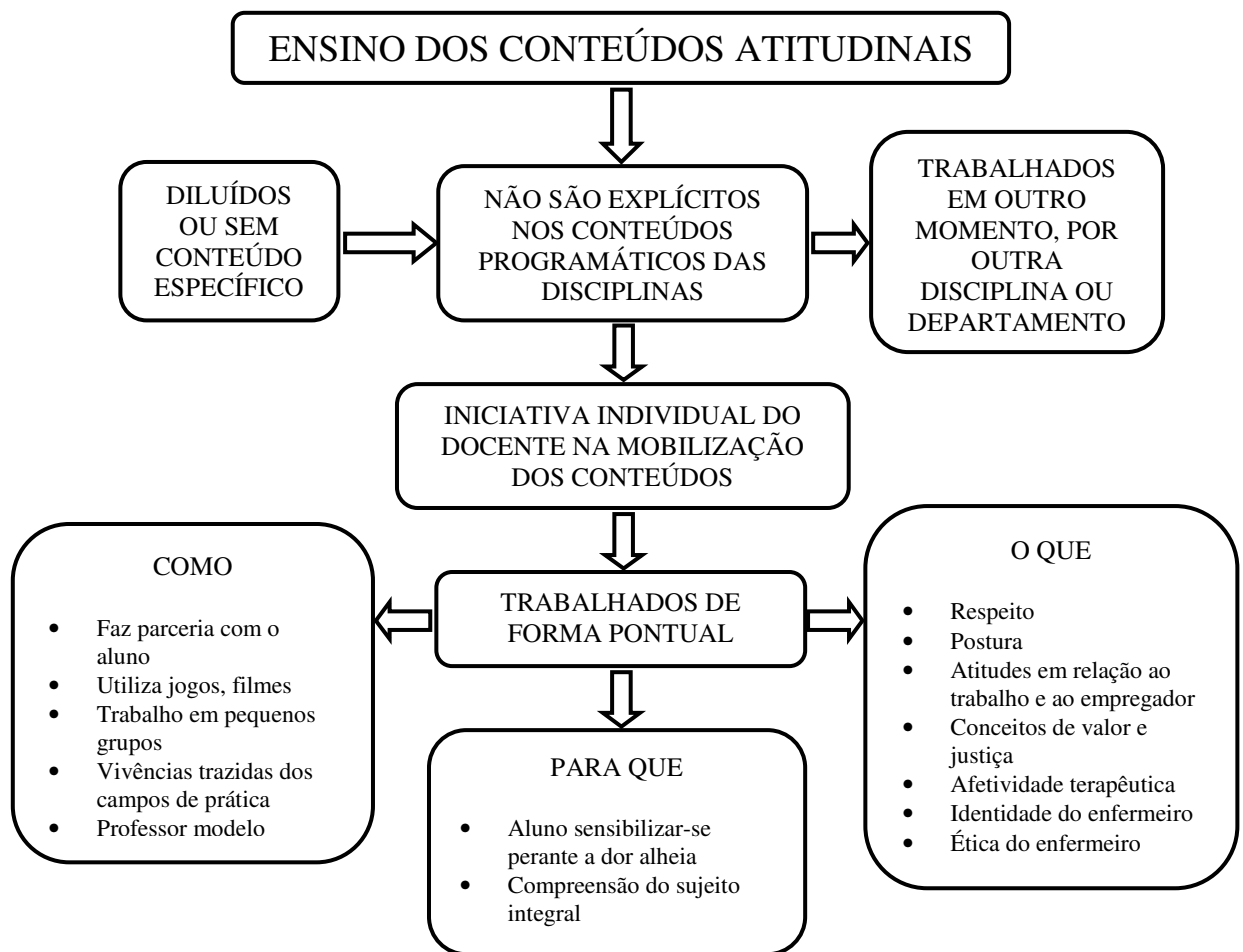 ENSINO DOS CONTEÚDOS ATITUDINAIS
DILUÍDOS
OU SEM
CONTEÚDO
ESPECÍFICO
NÃO SÃO EXPLÍCITOS
NOS CONTEÚDOS
PROGRAMÁTICOS DAS
DISCIPLINAS
TRABALHADOS
EM OUTRO
MOMENTO, POR
OUTRA
DISCIPLINA OU
DEPARTAMENTO
INICIATIVA INDIVIDUAL DO
DOCENTE NA MOBILIZAÇÃO
DOS CONTEÚDOS
COMO
• Faz parceria com o
aluno
• Utiliza jogos, filmes
• Trabalho em pequenos
grupos
• Vivências trazidas dos
campos de prática
• Professor modelo
TRABALHADOS DE
FORMA PONTUAL
O QUE
• Respeito
• Postura
• Atitudes em relação ao
trabalho e ao empregador
• Conceitos de valor e
justiça
• Afetividade terapêutica
• Identidade do enfermeiro
• Ética do enfermeiro
PARA QUE
• Aluno sensibilizar-se
perante a dor alheia
• Compreensão do sujeito
integral